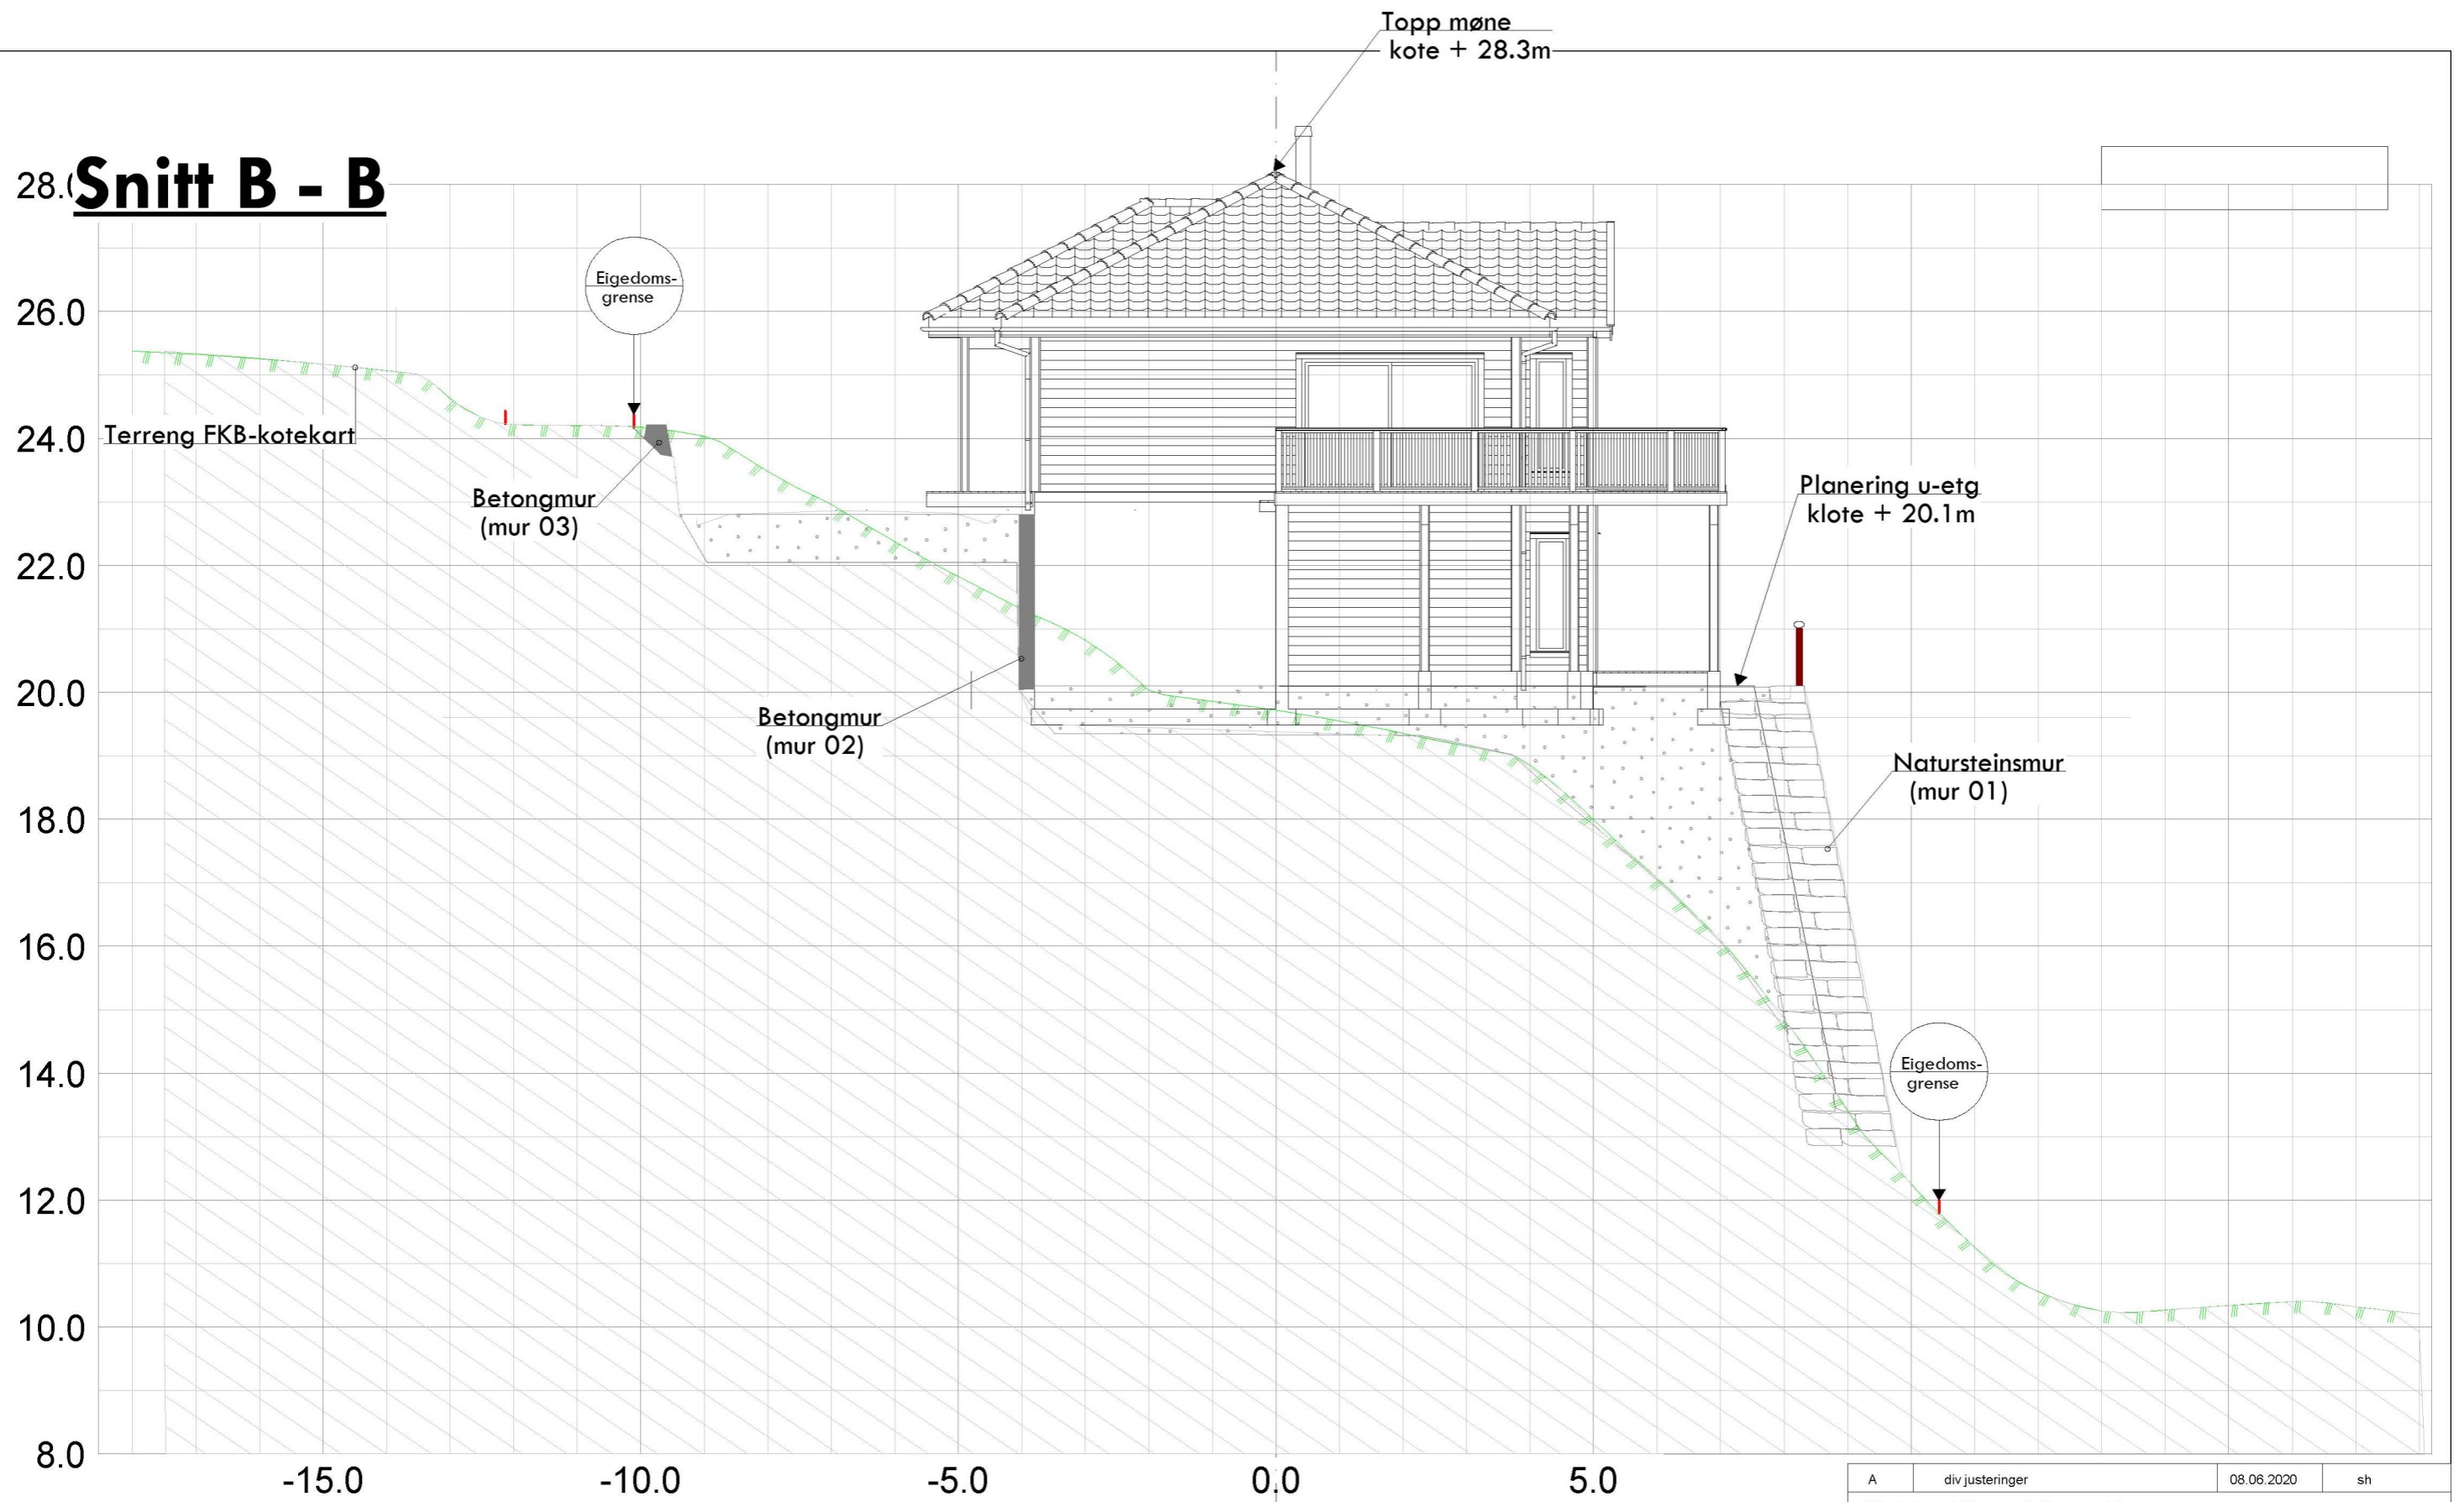 Topp møne
kote + 28.3m
Snitt B - B
28.(
26.0
24.0
22.0
20.0
18.0
16.0
14.0
12.0
10.0
8.0
Eigedoms-
grense
Terreng FKB-kotekart
Betongmur
(mur 03)
Planering u-etg
klote + 20.1m
Betongmur
(mur 02)
Natursteinsmur
(mur 01)
Eigedoms-
grense
-15.0 -10.0 -5.0 0.0 5.0
A div justeringer 08.06.2020 sh